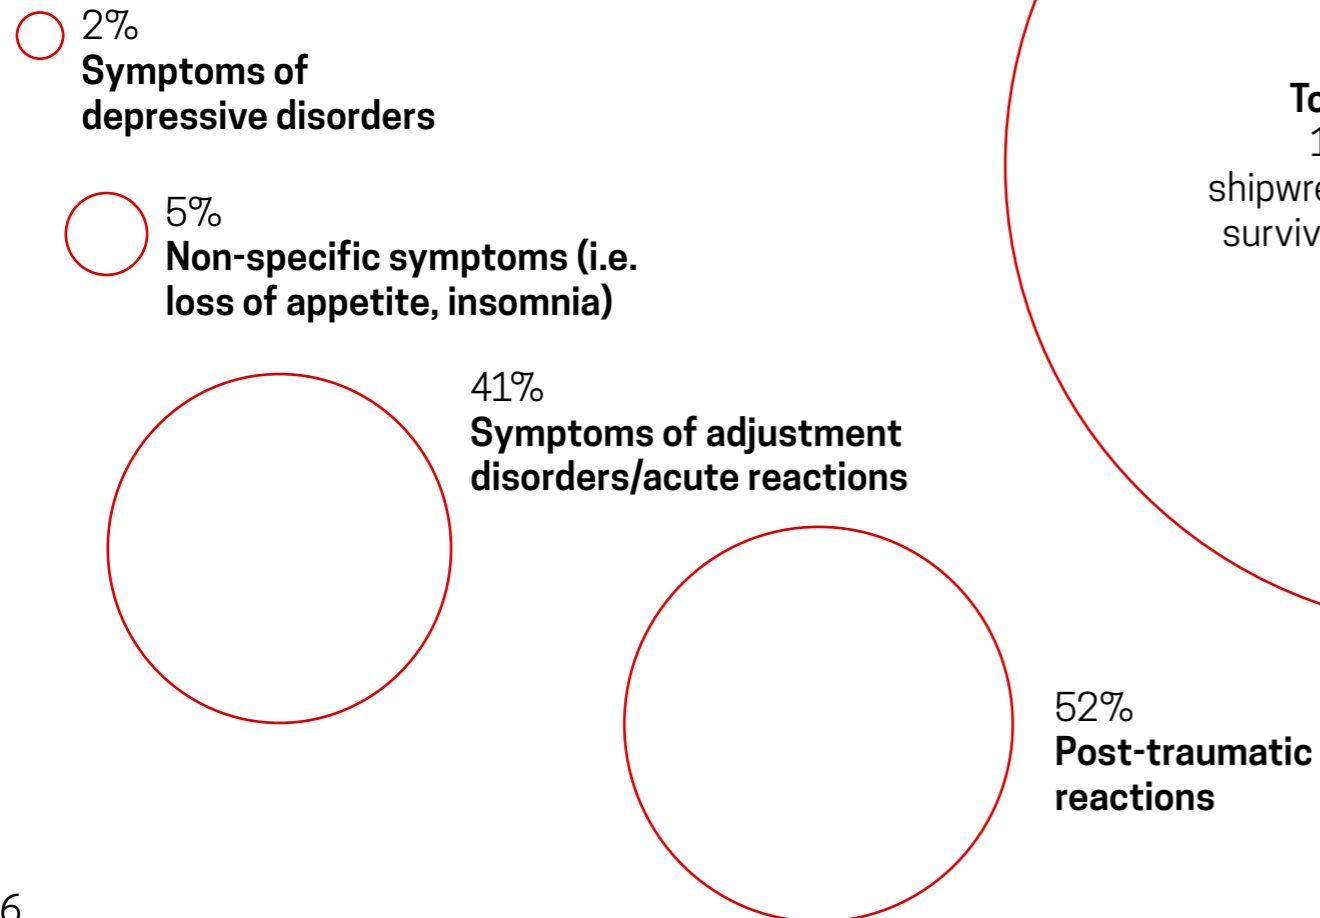 2%
Symptoms of
depressive disorders
5%
Non-specific symptoms (i.e.
loss of appetite, insomnia)
41%
Symptoms of adjustment
disorders/acute reactions
52%
Post-traumatic
reactions
6